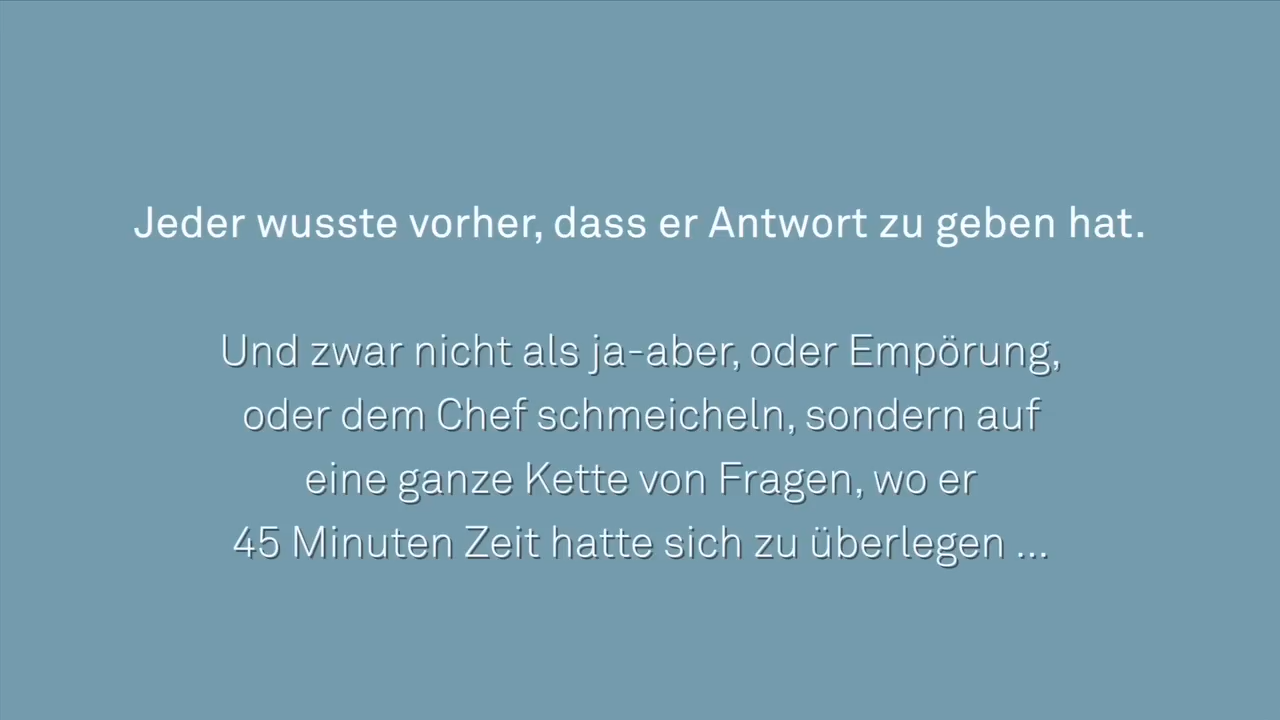 Jeder wusste vorher, dass er Antwort zu geben hat.
Und zwar nicht als ja-aber, oder Empörung,
oder dem Chef schmeicheln, sondern auf
eine ganze Kette von Fragen, wo er
45 Minuten Zeit hatte sich zu überlegen ...